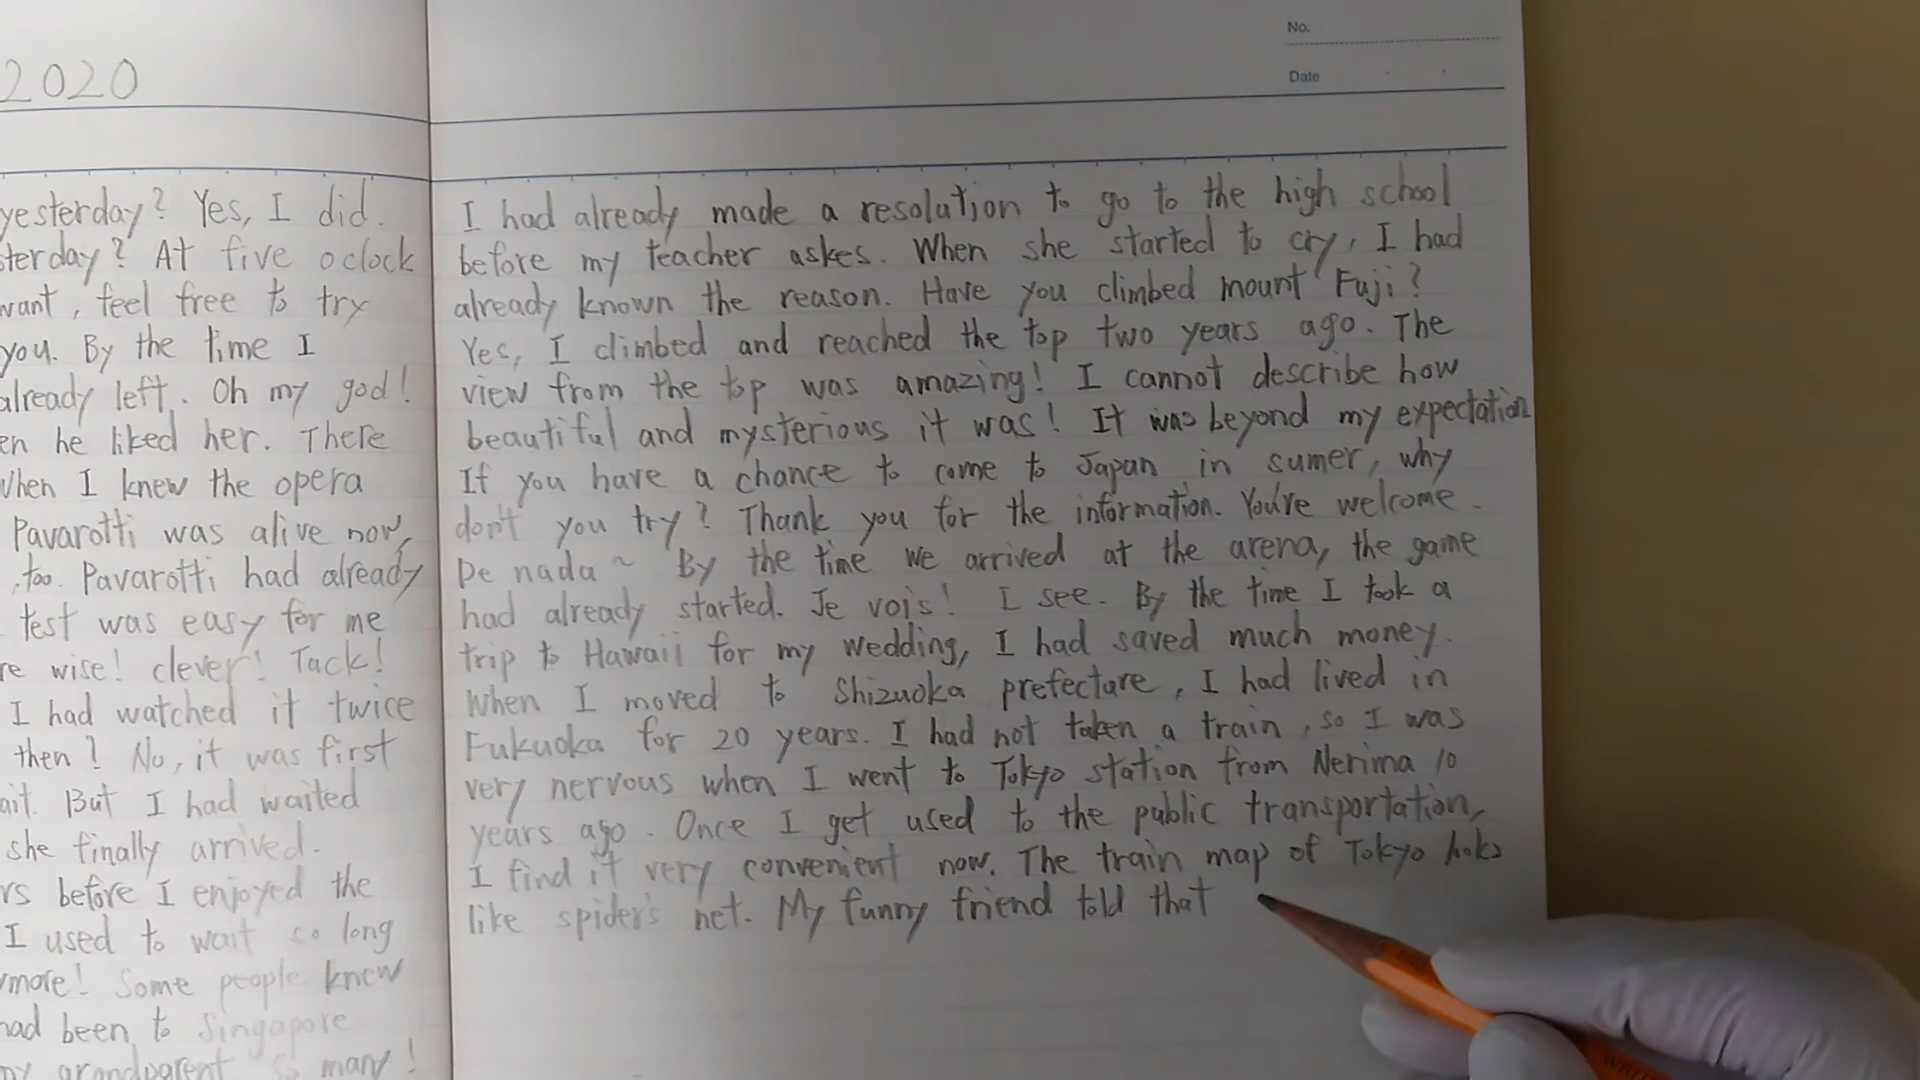 2020
yesterday? Yes, I did.
terday? At five oclock
want, feel free to try
you. By the time I
already left. Oh my god!
en he liked her. There
When I knew the opera
Pavarotti was alive now,
, too. Pavarotti had already
test was easy for me
re wise! clever! Tack!
I had watched it twice
then? No, it was first
ait. But I had waited
she finally arrived.
rs before I enjoyed the
I used to wait so long
ymore! Some people knew
had been to Singapore
my grandparent so many!
No.
Date
I had already made a resolution to go to the high school
before my teacher askes. When she started to cry, I had
already known the reason. Have you climbed mount Fuji?
Yes, I climbed and reached the top two years ago. The
view from the top was amazing! I cannot describe how
beautiful and mysterious it was! It was beyond my expectation
If you have a chance to come to Japan in sumer, why
don't you try? Thank you for the information. You're welcome.
De nada ~ By the time we arrived at the arena, the game
had already started. Je vois! I see. By the time I took a
trip to Hawaii for my wedding, I had saved much money.
When I moved to Shizuoka prefecture, I had lived in
Fukuoka for 20 years. I had not taken a train, so I was
very nervous when I went to Tokyo station from Nerima 10
years ago. Once I get used to the public transportation,
I find it very convenient now. The train map of Tokyo looks
like spider's net. My funny friend told that